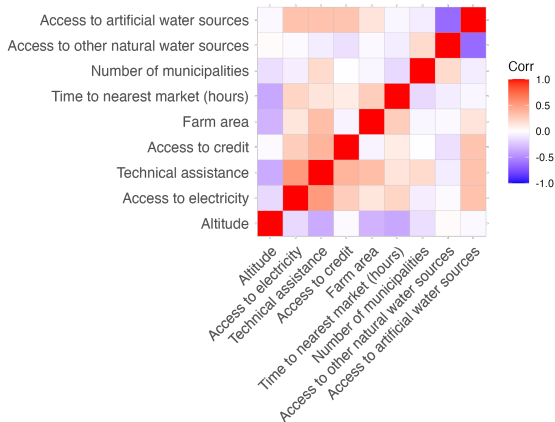 Access to artificial water sources
Access to other natural water sources
Number of municipalities
Time to nearest market (hours)
Farm area
Access to credit
Technical assistance
Access to electricity
Altitude
Altitude
Access to electricity
Technical assistance
Access to credit
Farm area
Time to nearest market (hours)
Number of municipalities
Access to other natural water sources
Access to artificial water sources
Corr
1.0
0.5
0.0
-0.5
-1.0